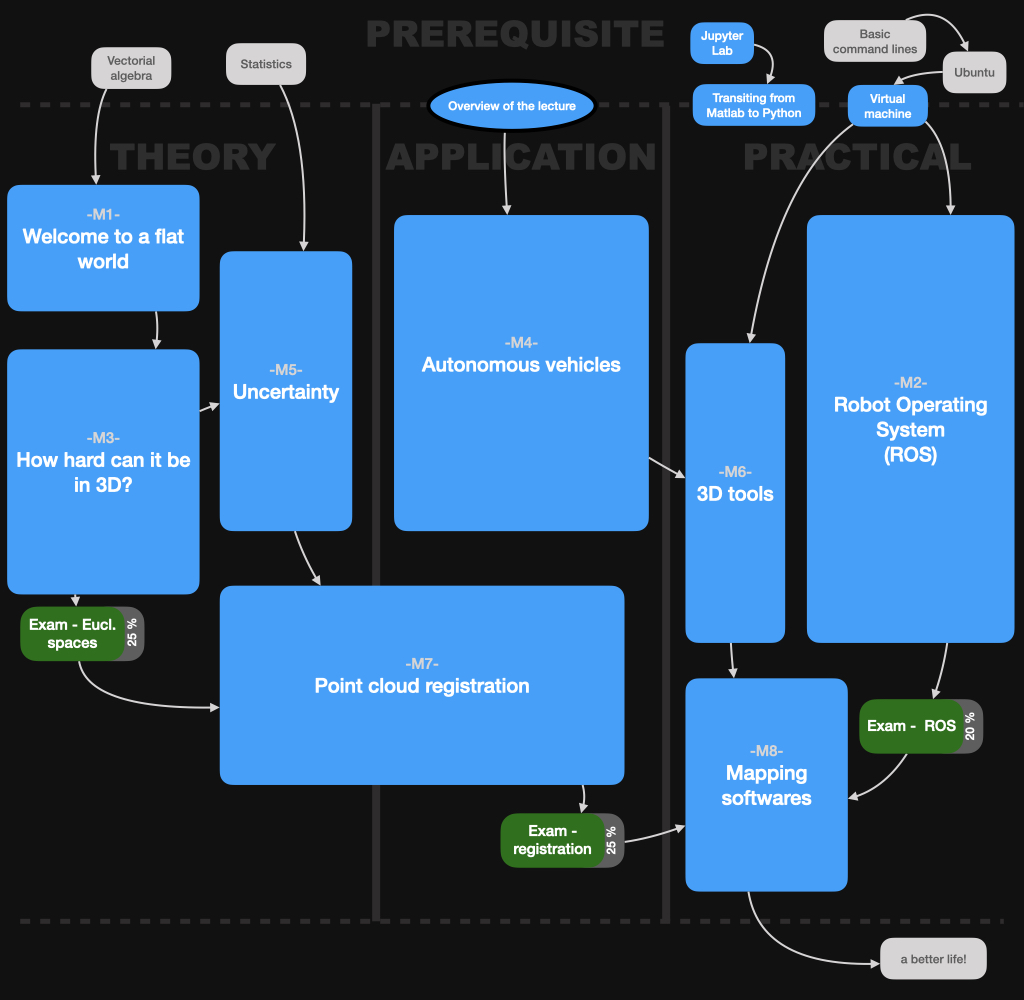 PREREQUISITE
Vectorial
algebra
Statistics
Overview of the lecture
Jupyter
Lab
Transiting from
Matlab to Python
Basic
command lines
Ubuntu
Virtual
machine
THEORY
APPLICATION
PRACTICAL
-M1-
Welcome to a flat
world
-M3-
How hard can it be
in 3D?
-M5-
Uncertainty
-M4-
Autonomous vehicles
-M6-
3D tools
-M2-
Robot Operating
System
(ROS)
Exam - Eucl.
spaces
25 %
-M7-
Point cloud registration
Exam -
registration
25 %
-M8-
Mapping
softwares
Exam -  ROS
20 %
a better life!